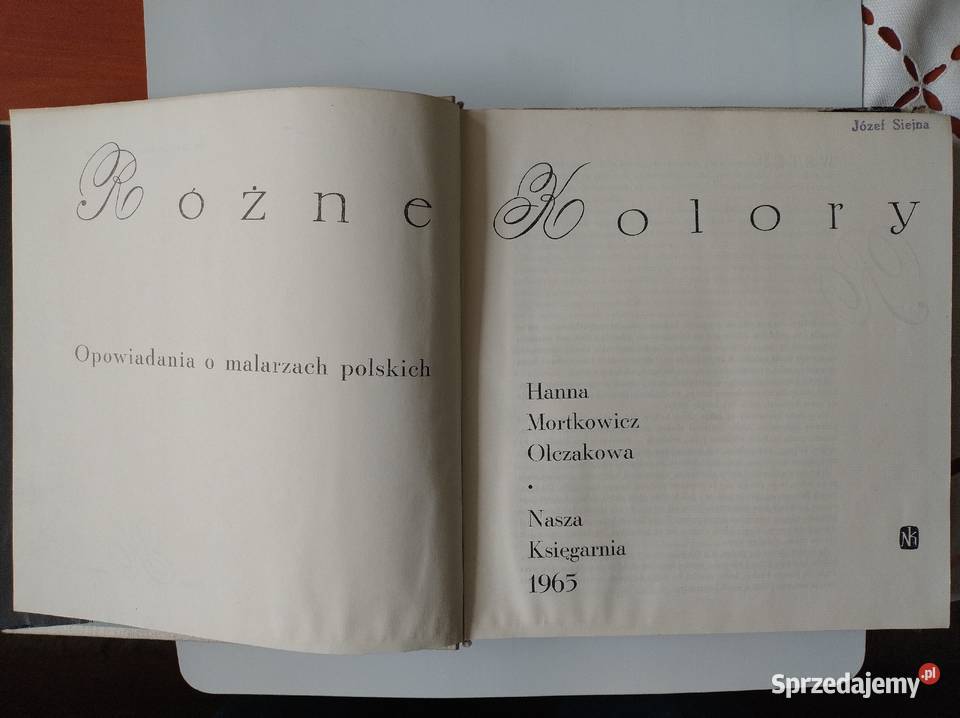 Józef Siejna
Różne Kolory
Opowiadania o malarzach polskich
Hanna
Mortkowicz
Olczakowa
•
Nasza
Księgarnia
1965
NK
Sprzedajemy.pl